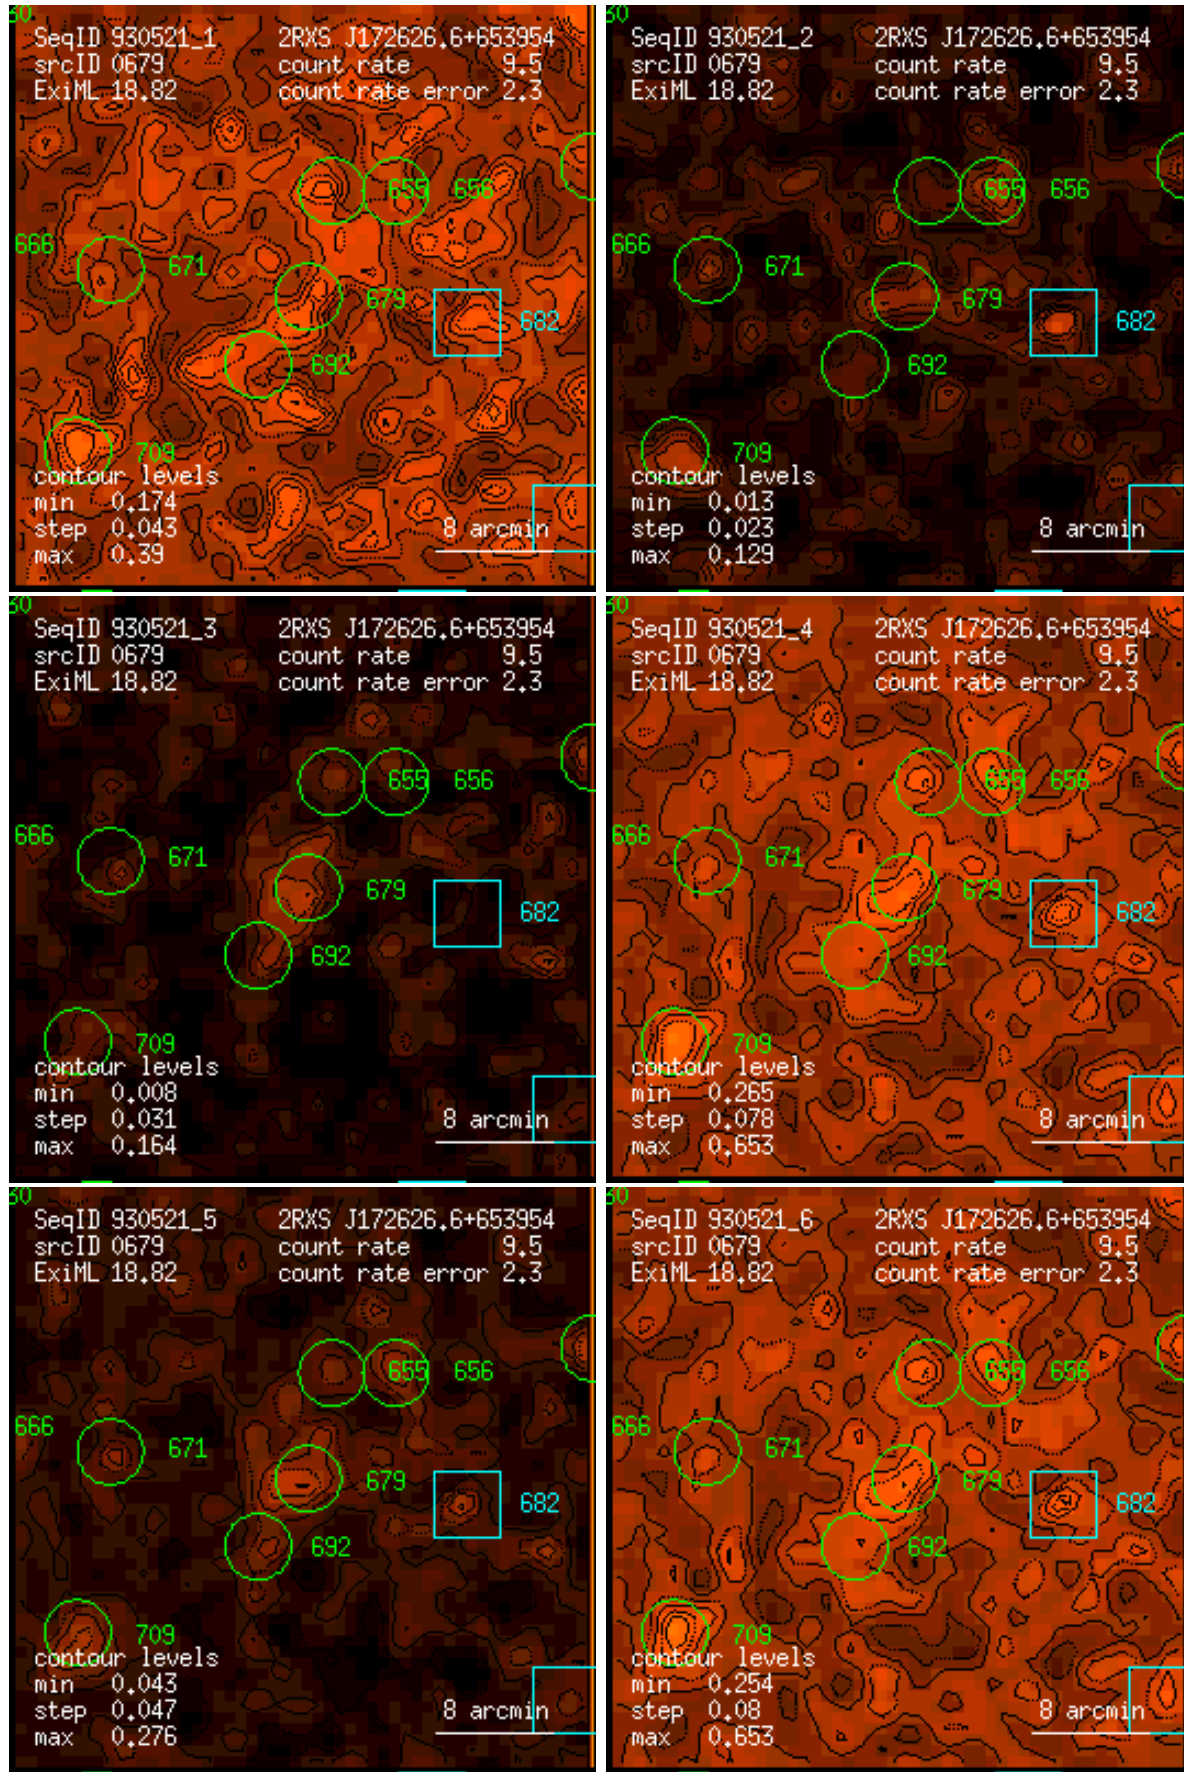 30
SeqID 930521_1 2RXS J172626.6+653954
srcID 0679 count rate 9.5
ExiML 18.82 count rate error 2.3
655 656
666 671
679
682
692
709
contour levels
min 0.174
step 0.043 8 arcmin
max 0.39
SeqID 930521_2 2RXS J172626.6+653954
srcID 0679 count rate 9.5
ExiML 18.82 count rate error 2.3
655 656
666 671
679
682
692
709
contour levels
min 0.013
step 0.023 8 arcmin
max 0.129
30
SeqID 930521_3 2RXS J172626.6+653954
srcID 0679 count rate 9.5
ExiML 18.82 count rate error 2.3
655 656
666 671
679
682
692
709
contour levels
min 0.008
step 0.031 8 arcmin
max 0.164
30
SeqID 930521_4 2RXS J172626.6+653954
srcID 0679 count rate 9.5
ExiML 18.82 count rate error 2.3
655 656
666 671
679
682
692
709
contour levels
min 0.265
step 0.078 8 arcmin
max 0.653
30
SeqID 930521_5 2RXS J172626.6+653954
srcID 0679 count rate 9.5
ExiML 18.82 count rate error 2.3
655 656
666 671
679
682
692
709
contour levels
min 0.043
step 0.047 8 arcmin
max 0.276
30
SeqID 930521_6 2RXS J172626.6+653954
srcID 0679 count rate 9.5
ExiML 18.82 count rate error 2.3
655 656
666 671
679
682
692
709
contour levels
min 0.254
step 0.08 8 arcmin
max 0.653